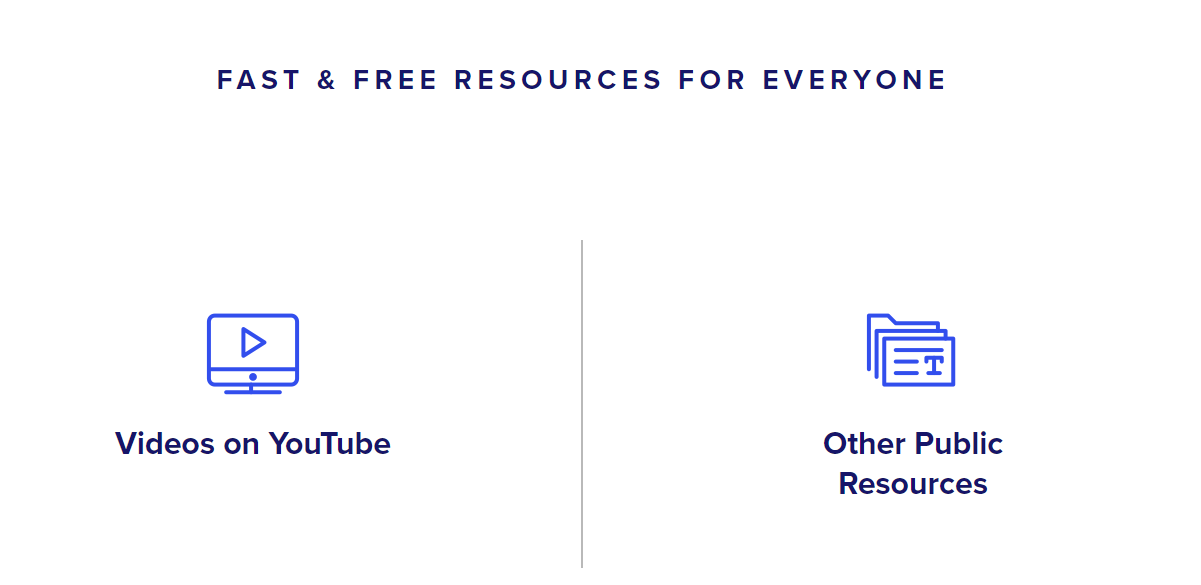 FAST & FREE RESOURCES FOR EVERYONE
Videos on YouTube
Other Public
Resources